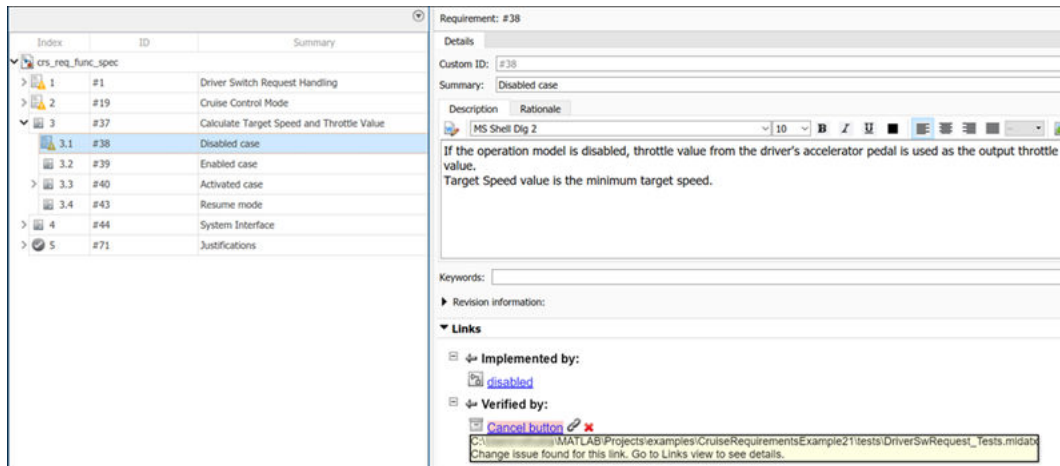 Requirement: #38
Index ID Summary
Details
crs_req_func_spec
Custom ID: #38
1 #1 Driver Switch Request Handling
Summary: Disabled case
2 #19 Cruise Control Mode
Description Rationale
3 #37 Calculate Target Speed and Throttle Value
MS Shell Dlg 2 10 B I U
3.1 #38 Disabled case
If the operation model is disabled, throttle value from the driver's accelerator pedal is used as the output throttle
value.
3.2 #39 Enabled case
Target Speed value is the minimum target speed.
3.3 #40 Activated case
3.4 #43 Resume mode
4 #44 System Interface
5 #71 Justifications
Keywords:
Revision information:
Links
Implemented by:
disabled
Verified by:
Cancel button
C:\ \MATLAB\Projects\examples\CruiseRequirementsExample21\tests\DriverSwRequest_Tests.mldatx
Change issue found for this link. Go to Links view to see details.